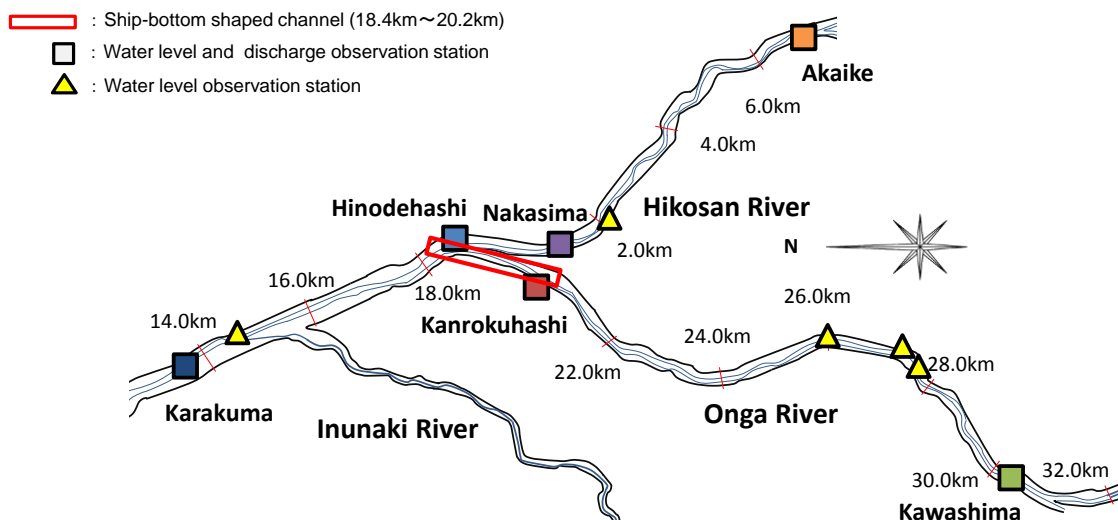 : Ship-bottom shaped channel (18.4km～20.2km)
: Water level and discharge observation station
: Water level observation station
Akaike
6.0km
4.0km
Hinodehashi
Nakasima
Hikosan River
2.0km
N
16.0km
18.0km
26.0km
14.0km
Kanrokuhashi
24.0km
28.0km
22.0km
Karakuma
Inunaki River
Onga River
30.0km
32.0km
Kawashima